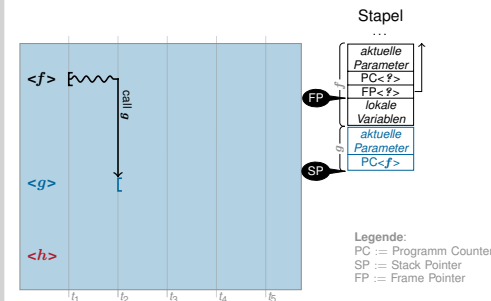 Stapel
...
aktuelle
Parameter
PC<?>
FP<?>
lokale
Variablen
aktuelle
Parameter
PC<f>
f
g
FP
SP
<f>
call g
<g>
<h>
t1 t2 t3 t4 t5
Legende:
PC := Programm Counter
SP := Stack Pointer
FP := Frame Pointer